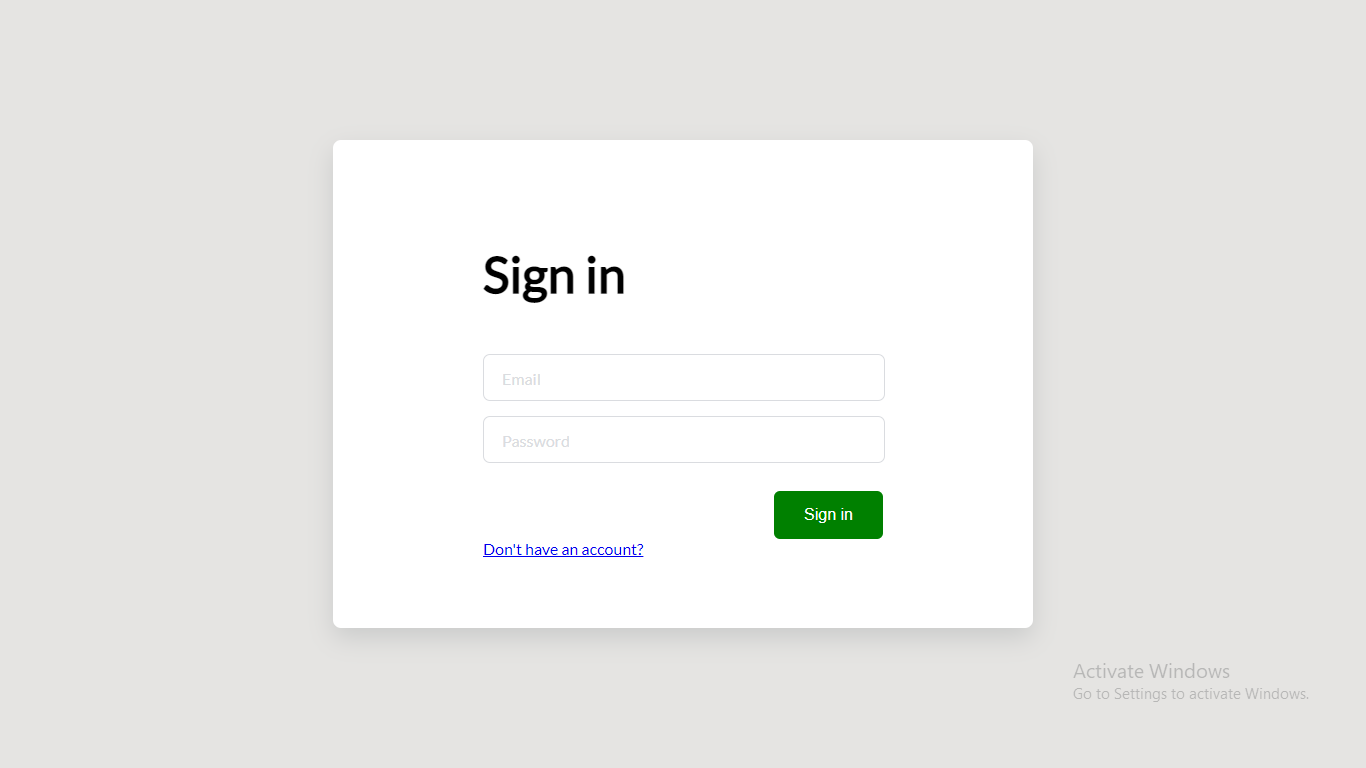 Sign in
Email
Password
Sign in
Don't have an account?
Activate Windows
Go to Settings to activate Windows.